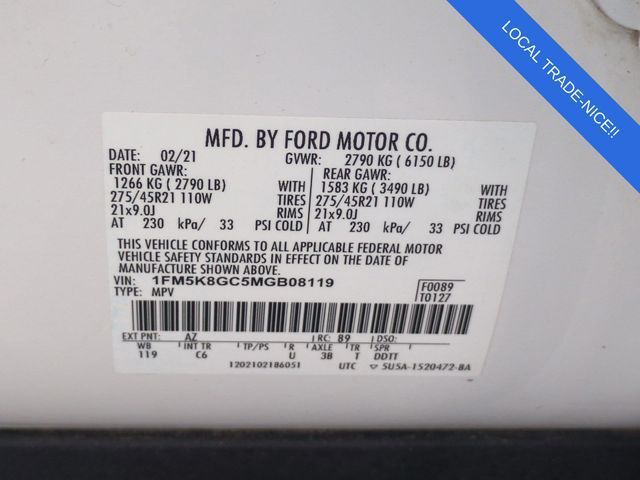 LOCAL TRADE-NICE!!
MFD. BY FORD MOTOR CO.
DATE: 02/21 GVWR: 2790 KG ( 6150 LB)
FRONT GAWR: REAR GAWR:
1266 KG ( 2790 LB) WITH 1583 KG ( 3490 LB) WITH
275/45R21 110W TIRES 275/45R21 110W TIRES
21x9.0J RIMS 21x9.0J RIMS
AT 230 kPa/ 33 PSI COLD AT 230 kPa/ 33 PSI COLD
THIS VEHICLE CONFORMS TO ALL APPLICABLE FEDERAL MOTOR
VEHICLE SAFETY STANDARDS IN EFFECT ON THE DATE OF
MANUFACTURE SHOWN ABOVE.
VIN: 1FM5K8GC5MGB08119 F0089
TYPE: MPV T0127
EXT PNT: AZ RC: 89 DSO:
WB INT TR TP/PS R AXLE TR SPR
119 C6 U 3B T DDTT
1202102186051 UTC ▽ 5U5A-1520472-BA